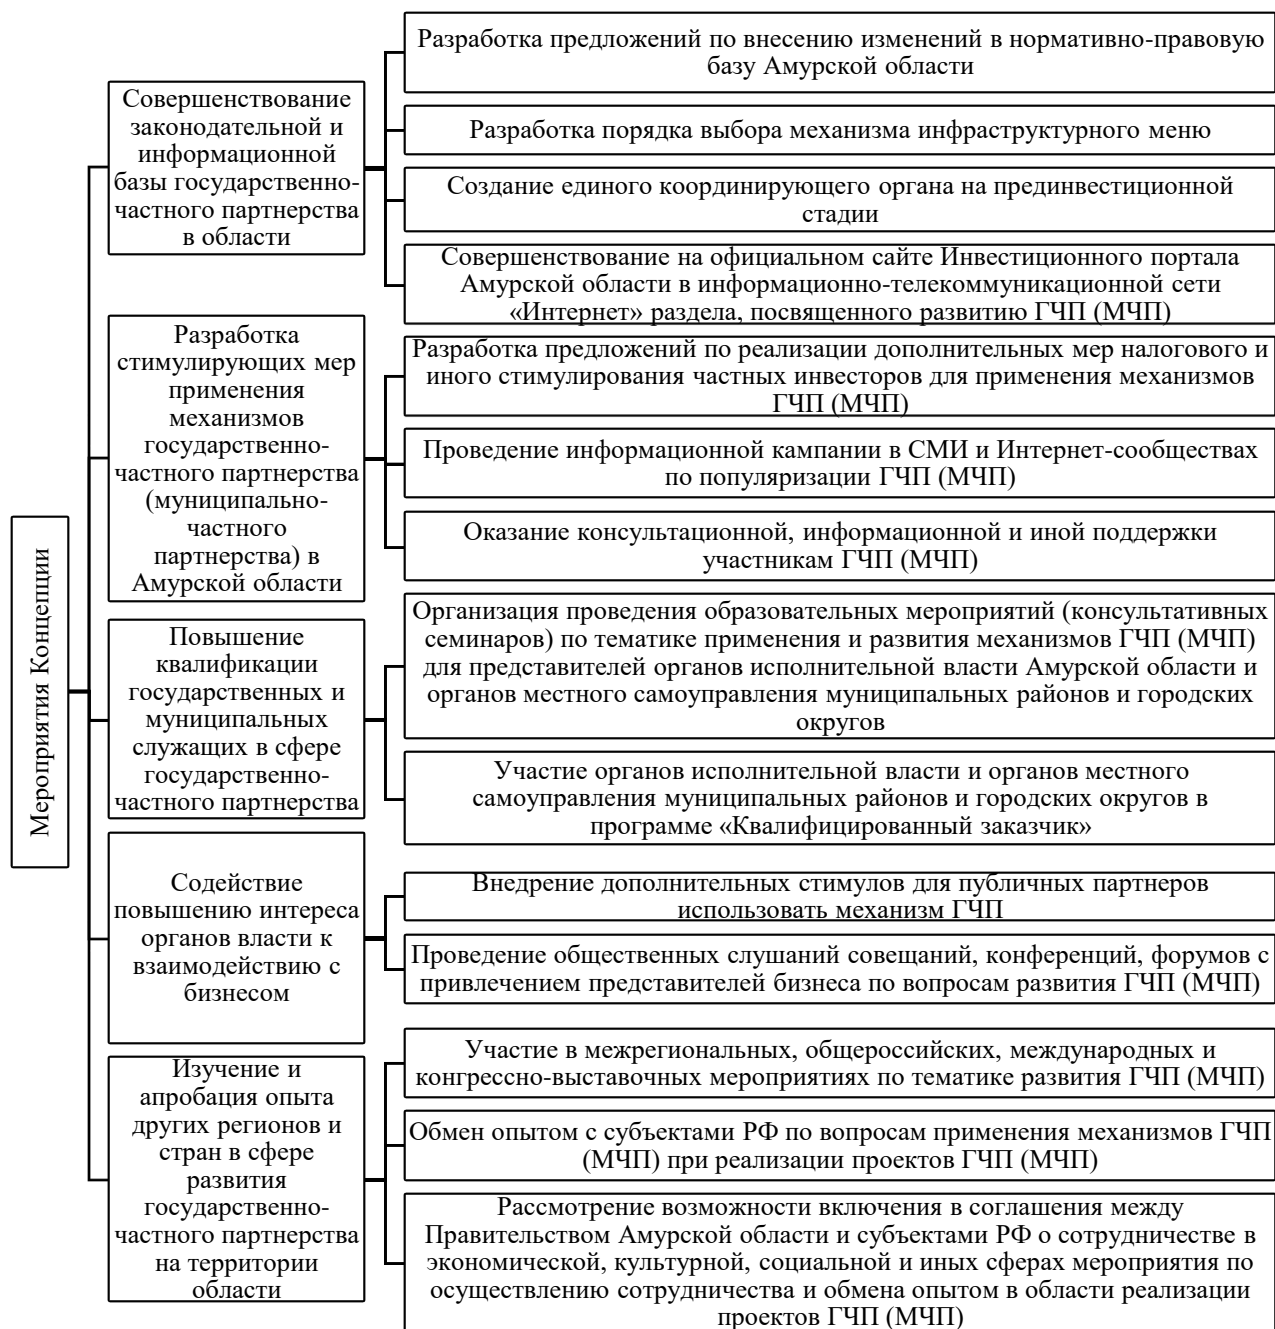 Мероприятия Концепции
Совершенствование
законодательной и
информационной
базы государственно-
частного партнерства
в области
Разработка предложений по внесению изменений в нормативно-правовую
базу Амурской области
Разработка порядка выбора механизма инфраструктурного меню
Создание единого координирующего органа на прединвестиционной
стадии
Совершенствование на официальном сайте Инвестиционного портала
Амурской области в информационно-телекоммуникационной сети
«Интернет» раздела, посвященного развитию ГЧП (МЧП)
Разработка
стимулирующих мер
применения
механизмов
государственно-
частного партнерства
(муниципально-
частного
партнерства) в
Амурской области
Разработка предложений по реализации дополнительных мер налогового и
иного стимулирования частных инвесторов для применения механизмов
ГЧП (МЧП)
Проведение информационной кампании в СМИ и Интернет-сообществах
по популяризации ГЧП (МЧП)
Оказание консультационной, информационной и иной поддержки
участникам ГЧП (МЧП)
Повышение
квалификации
государственных и
муниципальных
служащих в сфере
государственно-
частного партнерства
Организация проведения образовательных мероприятий (консультативных
семинаров) по тематике применения и развития механизмов ГЧП (МЧП)
для представителей органов исполнительной власти Амурской области и
органов местного самоуправления муниципальных районов и городских
округов
Участие органов исполнительной власти и органов местного
самоуправления муниципальных районов и городских округов в
программе «Квалифицированный заказчик»
Содействие
повышению интереса
органов власти к
взаимодействию с
бизнесом
Внедрение дополнительных стимулов для публичных партнеров
использовать механизм ГЧП
Проведение общественных слушаний совещаний, конференций, форумов с
привлечением представителей бизнеса по вопросам развития ГЧП (МЧП)
Изучение и
апробация опыта
других регионов и
стран в сфере
развития
государственно-
частного партнерства
на территории
области
Участие в межрегиональных, общероссийских, международных и
конгрессно-выставочных мероприятиях по тематике развития ГЧП (МЧП)
Обмен опытом с субъектами РФ по вопросам применения механизмов ГЧП
(МЧП) при реализации проектов ГЧП (МЧП)
Рассмотрение возможности включения в соглашения между
Правительством Амурской области и субъектами РФ о сотрудничестве в
экономической, культурной, социальной и иных сферах мероприятия по
осуществлению сотрудничества и обмена опытом в области реализации
проектов ГЧП (МЧП)